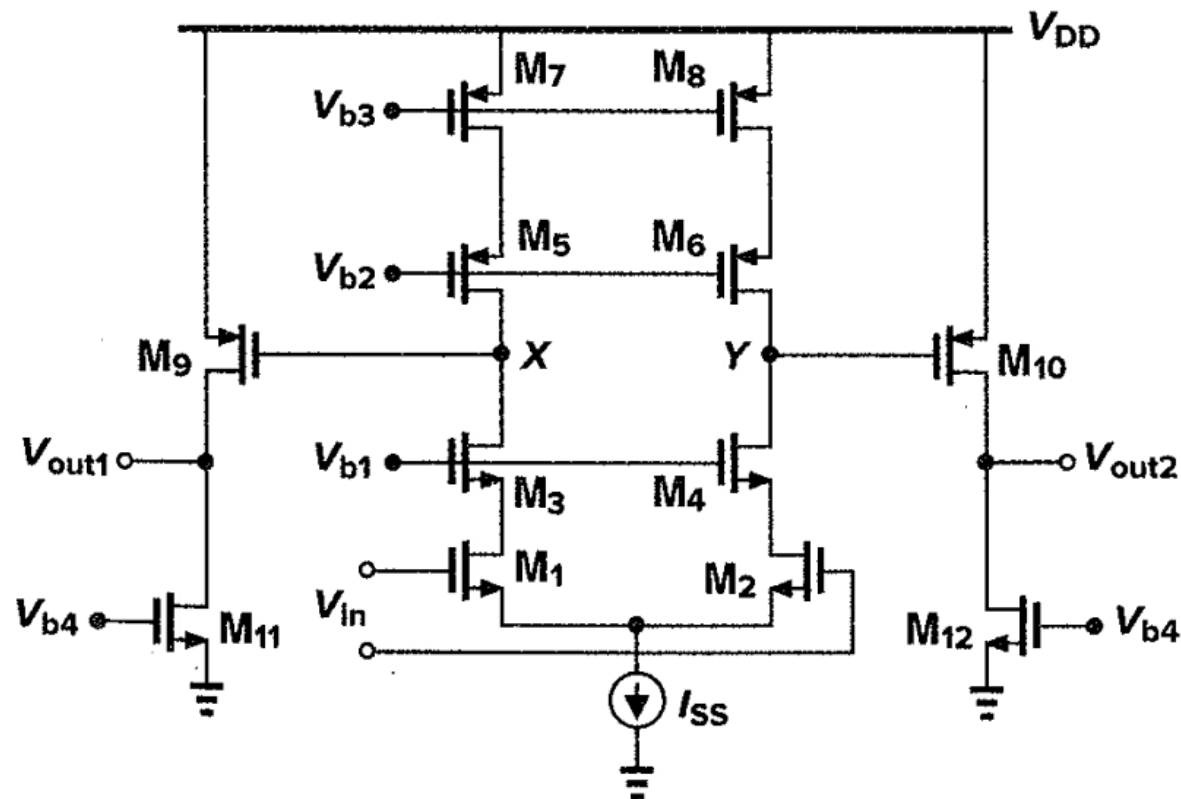 VDD
M7 M8
Vb3
M5 M6
Vb2
M9 X Y M10
Vout1 Vb1 M3 M4 Vout2
M1 M2
Vin
Vb4 M11 M12 Vb4
ISS